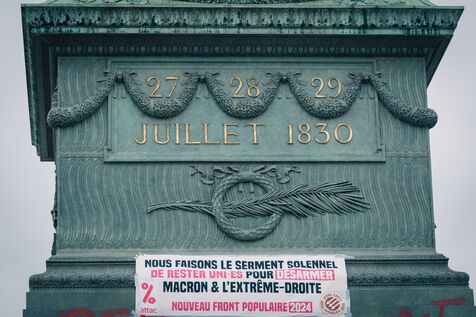 27 28 29
JUILLET 1830
NOUS FAISONS LE SERMENT SOLENNEL
DE RESTER UNI·ES POUR DÉSARMER
MACRON & L'EXTRÊME-DROITE
% attac
NOUVEAU FRONT POPULAIRE 2024